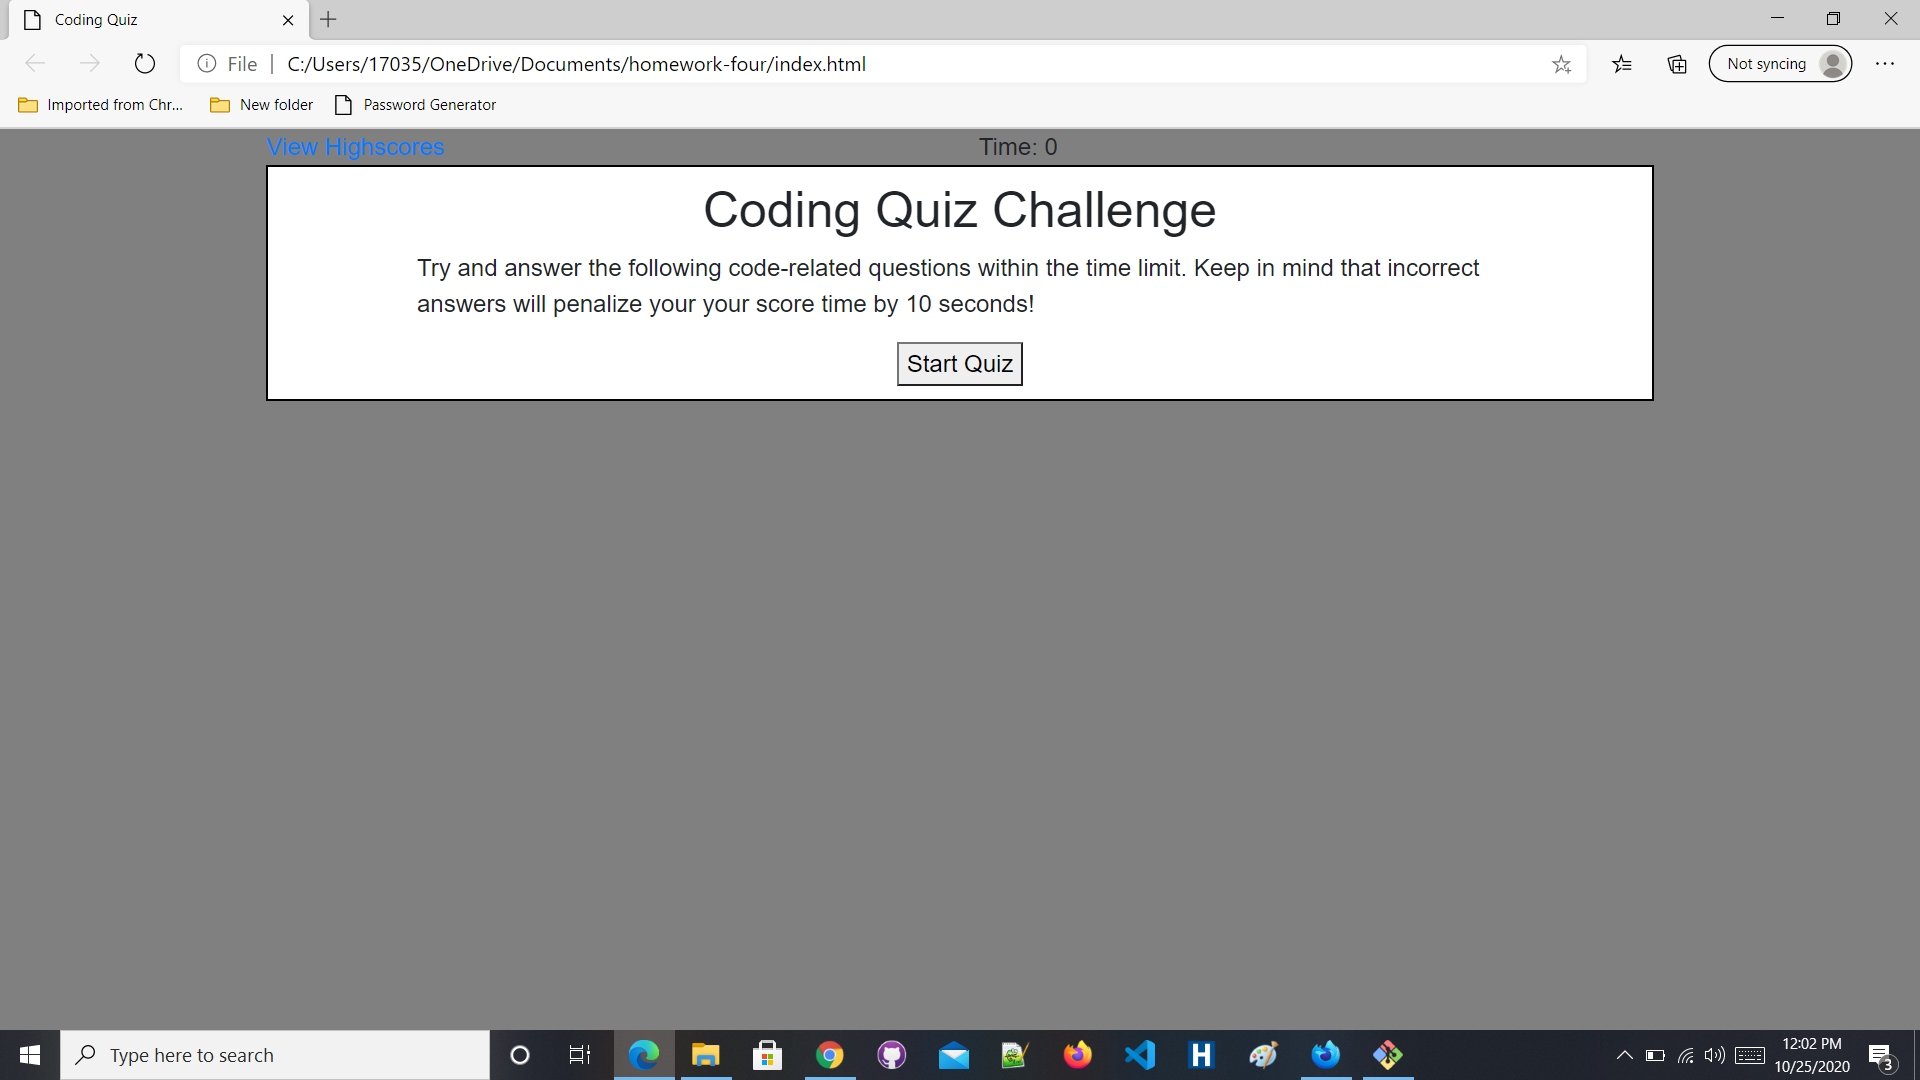 Coding Quiz
File | C:/Users/17035/OneDrive/Documents/homework-four/index.html
Not syncing
Imported from Chr... New folder Password Generator
View Highscores Time: 0
Coding Quiz Challenge
Try and answer the following code-related questions within the time limit. Keep in mind that incorrect
answers will penalize your your score time by 10 seconds!
Start Quiz
Type here to search
H
12:02 PM
10/25/2020
3